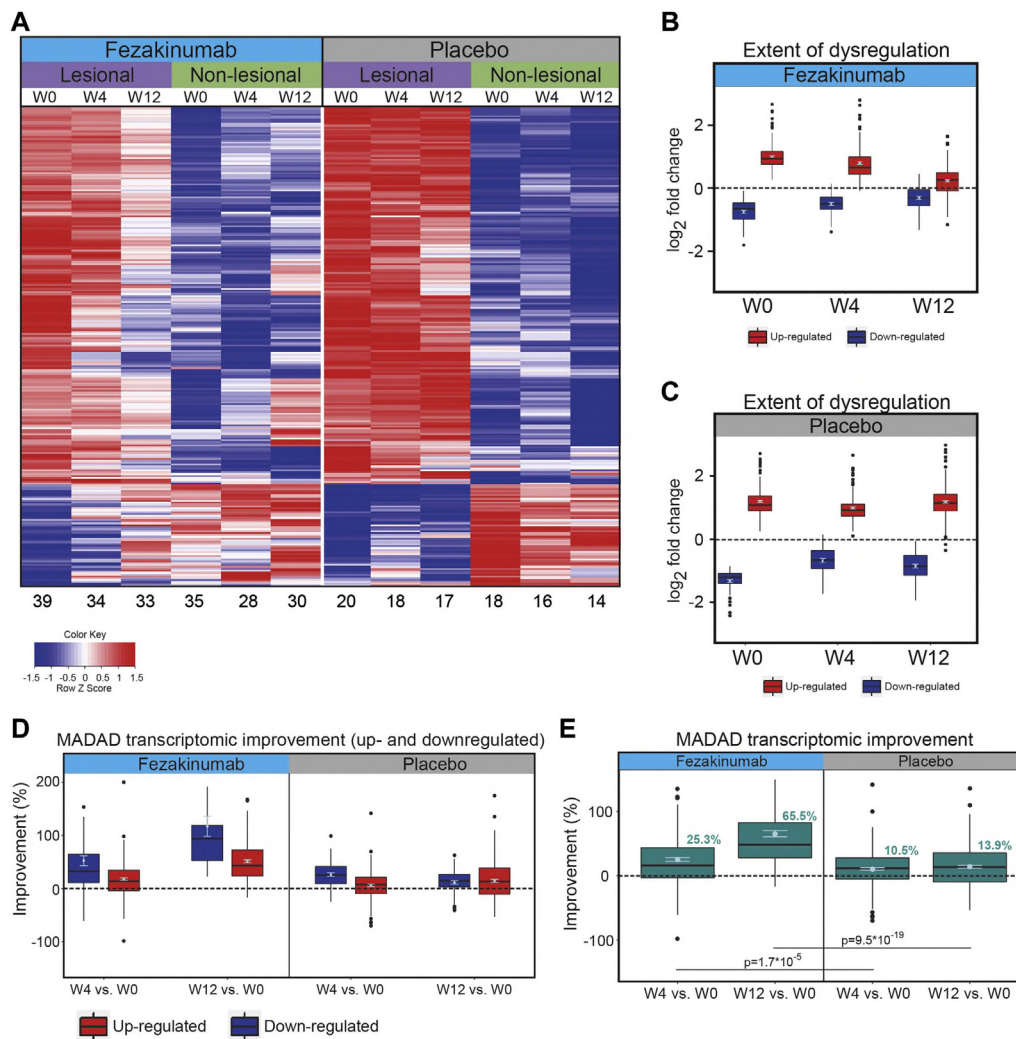 A
Fezakinumab Placebo
Lesional Non-lesional Lesional Non-lesional
W0 W4 W12 W0 W4 W12 W0 W4 W12 W0 W4 W12
39 34 33 35 28 30 20 18 17 18 16 14
Color Key
-1.5 -1 -0.5 0 0.5 1 1.5
Row Z Score
B
Extent of dysregulation
Fezakinumab
log2 fold change
2
0
-2
W0 W4 W12
Up-regulated Down-regulated
C
Extent of dysregulation
Placebo
log2 fold change
2
0
-2
W0 W4 W12
Up-regulated Down-regulated
D
MADAD transcriptomic improvement (up- and downregulated)
Fezakinumab Placebo
Improvement (%)
200
100
0
-100
W4 vs. W0 W12 vs. W0 W4 vs. W0 W12 vs. W0
Up-regulated Down-regulated
E
MADAD transcriptomic improvement
Fezakinumab Placebo
Improvement (%)
100
0
-100
25.3% 65.5% 10.5% 13.9%
p=9.5*10-19
p=1.7*10-5
W4 vs. W0 W12 vs. W0 W4 vs. W0 W12 vs. W0